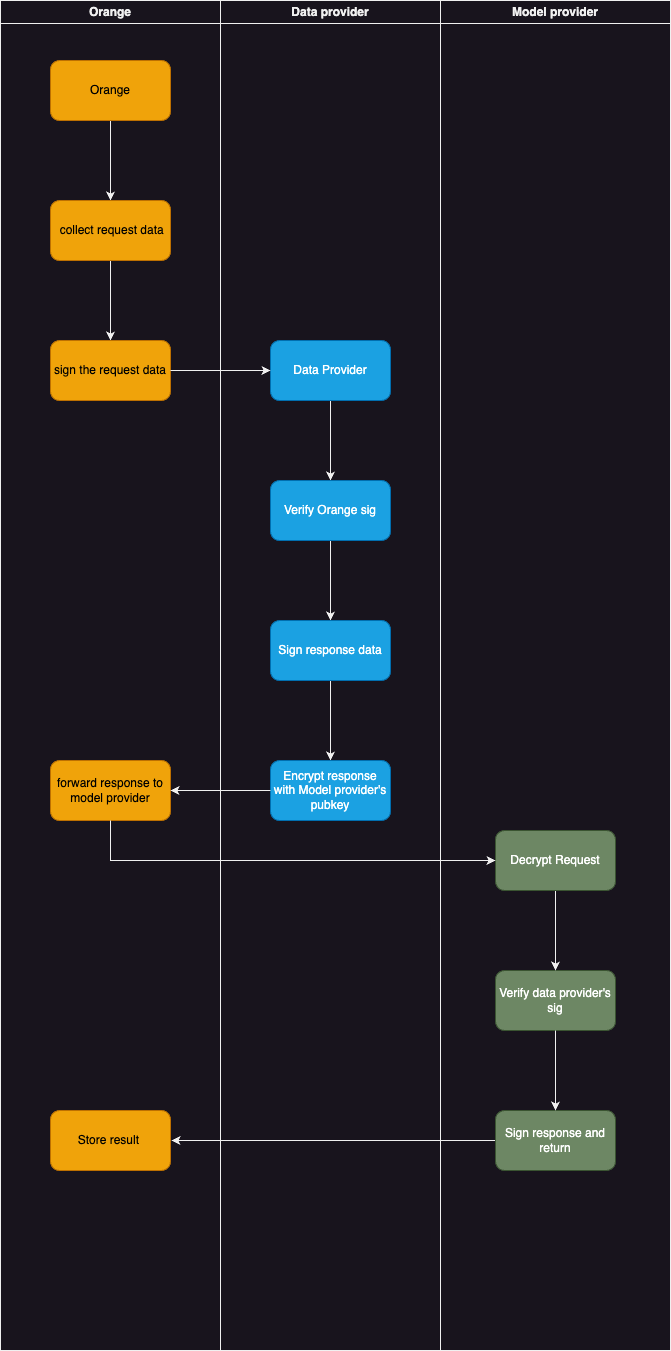 Orange
Data provider
Model provider
Orange
collect request data
sign the request data
Data Provider
Verify Orange sig
Sign response data
forward response to
model provider
Encrypt response
with Model provider's
pubkey
Decrypt Request
Verify data provider's
sig
Store result
Sign response and
return